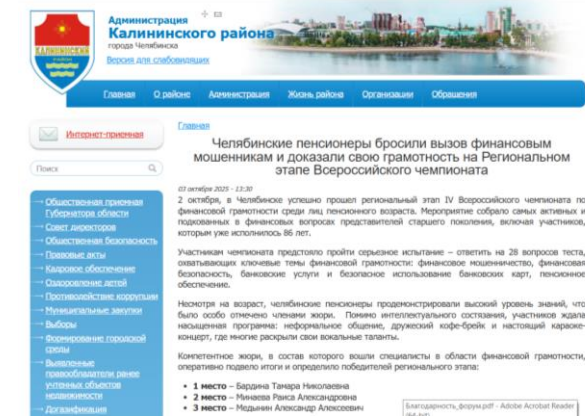 Администрация
Калининского района
города Челябинска
Версия для слабовидящих
КАЛИНИНСКИЙ
Главная О районе Администрация Жизнь района Организации Обращения
Интернет-приемная
Поиск
Общественная приемная
Губернатора области
Совет директоров
Общественная безопасность
Правовые акты
Кадровое обеспечение
Оздоровление детей
Противодействие коррупции
Муниципальные закупки
Выборы
Формирование городской
среды
Выявленные
правообладатели ранее
учтенных объектов
недвижимости
Догазификация
Главная
Челябинские пенсионеры бросили вызов финансовым
мошенникам и доказали свою грамотность на Региональном
этапе Всероссийского чемпионата
03 октября 2025 - 13:30
2 октября, в Челябинске успешно прошел региональный этап IV Всероссийского чемпионата по
финансовой грамотности среди лиц пенсионного возраста. Мероприятие собрало самых активных и
подкованных в финансовых вопросах представителей старшего поколения, включая участников,
которым уже исполнилось 86 лет.
Участникам чемпионата предстояло пройти серьезное испытание – ответить на 28 вопросов теста,
охватывающих ключевые темы финансовой грамотности: финансовое мошенничество, финансовая
безопасность, банковские услуги и безопасное использование банковских карт, пенсионное
обеспечение.
Несмотря на возраст, челябинские пенсионеры продемонстрировали высокий уровень знаний, что
было особо отмечено членами жюри. Помимо интеллектуального состязания, участников ждала
насыщенная программа: неформальное общение, дружеский кофе-брейк и настоящий караоке-
концерт, где многие раскрыли свои вокальные таланты.
Компетентное жюри, в состав которого вошли специалисты в области финансовой грамотности,
оперативно подвело итоги и определило победителей регионального этапа:
• 1 место – Бардина Тамара Николаевна
• 2 место – Минаева Раиса Александровна
• 3 место – Медынин Александр Алексеевич
Благодарность_форум.pdf - Adobe Acrobat Reader